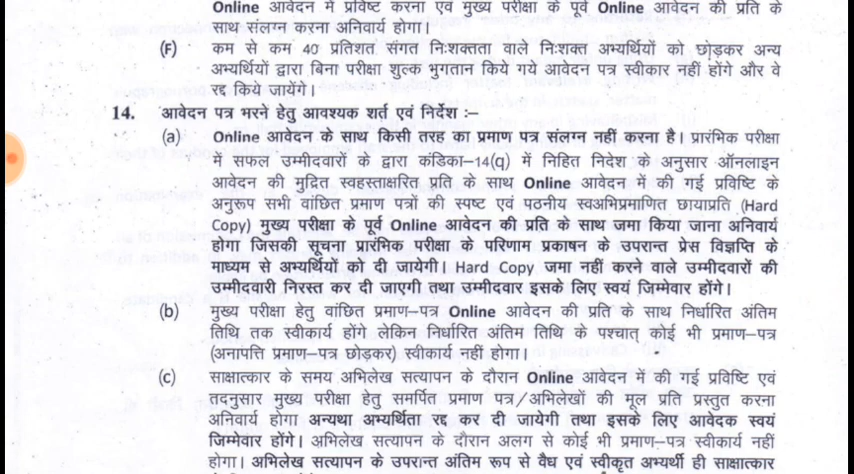 Online आवेदन में प्रविष्ट करना एवं मुख्य परीक्षा के पूर्व Online आवेदन की प्रति के
साथ संलग्न करना अनिवार्य होगा।
(F) कम से कम 40 प्रतिशत संगत निःशक्तता वाले निःशक्त अभ्यर्थियों को छोड़कर अन्य
अभ्यर्थियों द्वारा बिना परीक्षा शुल्क भुगतान किये गये आवेदन पत्र स्वीकार नहीं होंगे और वे
रद्द किये जायेंगे।
14. आवेदन पत्र भरने हेतु आवश्यक शर्त्त एवं निदेश :–
(a) Online आवेदन के साथ किसी तरह का प्रमाण पत्र संलग्न नहीं करना है। प्रारंभिक परीक्षा
में सफल उम्मीदवारों के द्वारा कंडिका–14(q) में निहित निदेश के अनुसार ऑनलाइन
आवेदन की मुद्रित स्वहस्ताक्षरित प्रति के साथ Online आवेदन में की गई प्रविष्टि के
अनुरूप सभी वांछित प्रमाण पत्रों की स्पष्ट एवं पठनीय स्वअभिप्रमाणित छायाप्रति (Hard
Copy) मुख्य परीक्षा के पूर्व Online आवेदन की प्रति के साथ जमा किया जाना अनिवार्य
होगा जिसकी सूचना प्रारंभिक परीक्षा के परिणाम प्रकाषन के उपरान्त प्रेस विज्ञप्ति के
माध्यम से अभ्यर्थियों को दी जायेगी। Hard Copy जमा नहीं करने वाले उम्मीदवारों की
उम्मीदवारी निरस्त कर दी जाएगी तथा उम्मीदवार इसके लिए स्वयं जिम्मेवार होंगे।
(b) मुख्य परीक्षा हेतु वांछित प्रमाण–पत्र Online आवेदन की प्रति के साथ निर्धारित अंतिम
तिथि तक स्वीकार्य होंगे लेकिन निर्धारित अंतिम तिथि के पश्चात् कोई भी प्रमाण–पत्र
(अनापत्ति प्रमाण–पत्र छोड़कर) स्वीकार्य नहीं होगा।
(c) साक्षात्कार के समय अभिलेख सत्यापन के दौरान Online आवेदन में की गई प्रविष्टि एवं
तदनुसार मुख्य परीक्षा हेतु समर्पित प्रमाण पत्र/अभिलेखों की मूल प्रति प्रस्तुत करना
अनिवार्य होगा अन्यथा अभ्यर्थिता रद्द कर दी जायेगी तथा इसके लिए आवेदक स्वयं
जिम्मेवार होंगे। अभिलेख सत्यापन के दौरान अलग से कोई भी प्रमाण–पत्र स्वीकार्य नहीं
होगा। अभिलेख सत्यापन के उपरान्त अंतिम रूप से वैध एवं स्वीकृत अभ्यर्थी ही साक्षात्कार